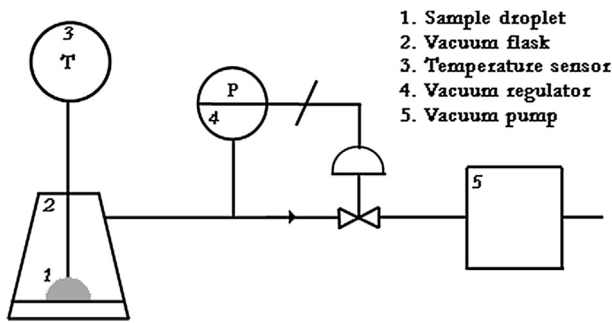 1. Sample droplet
2. Vacuum flask
3. Temperature sensor
4. Vacuum regulator
5. Vacuum pump
3
T
P
4
5
2
1